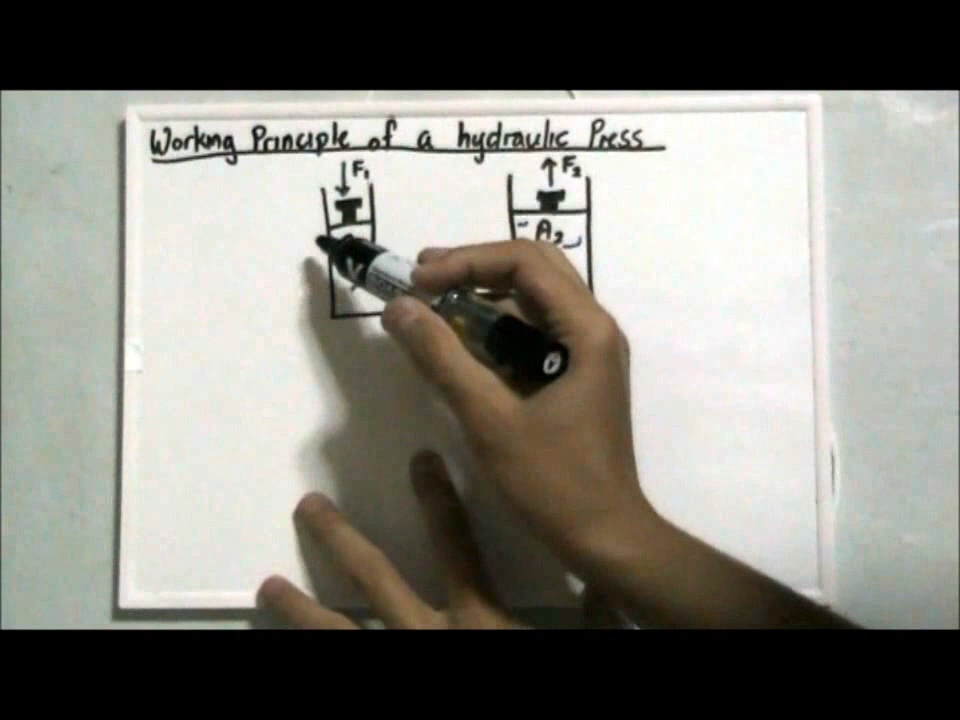 Working Principle of a hydraulic Press
F₁ F₂
A₂